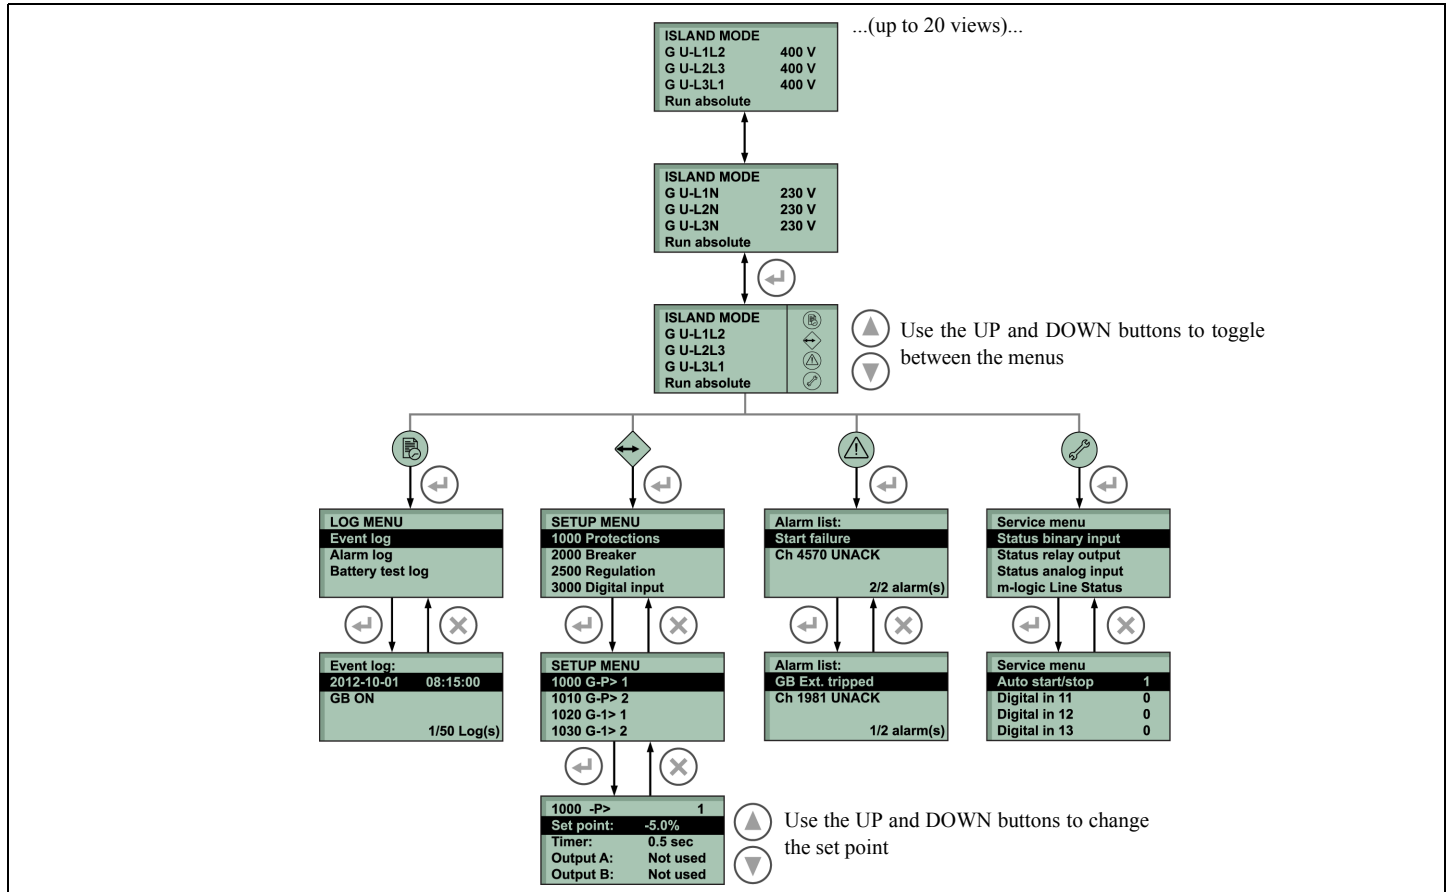 ISLAND MODE
G U-L1L2 400 V
G U-L2L3 400 V
G U-L3L1 400 V
Run absolute
...(up to 20 views)...
ISLAND MODE
G U-L1N 230 V
G U-L2N 230 V
G U-L3N 230 V
Run absolute
ISLAND MODE
G U-L1L2
G U-L2L3
G U-L3L1
Run absolute
Use the UP and DOWN buttons to toggle
between the menus
LOG MENU
Event log
Alarm log
Battery test log
SETUP MENU
1000 Protections
2000 Breaker
2500 Regulation
3000 Digital input
Alarm list:
Start failure
Ch 4570 UNACK
2/2 alarm(s)
Service menu
Status binary input
Status relay output
Status analog input
m-logic Line Status
Event log:
2012-10-01 08:15:00
GB ON
1/50 Log(s)
SETUP MENU
1000 G-P> 1
1010 G-P> 2
1020 G-1> 1
1030 G-1> 2
Alarm list:
GB Ext. tripped
Ch 1981 UNACK
1/2 alarm(s)
Service menu
Auto start/stop 1
Digital in 11 0
Digital in 12 0
Digital in 13 0
1000 -P> 1
Set point: -5.0%
Timer: 0.5 sec
Output A: Not used
Output B: Not used
Use the UP and DOWN buttons to change
the set point